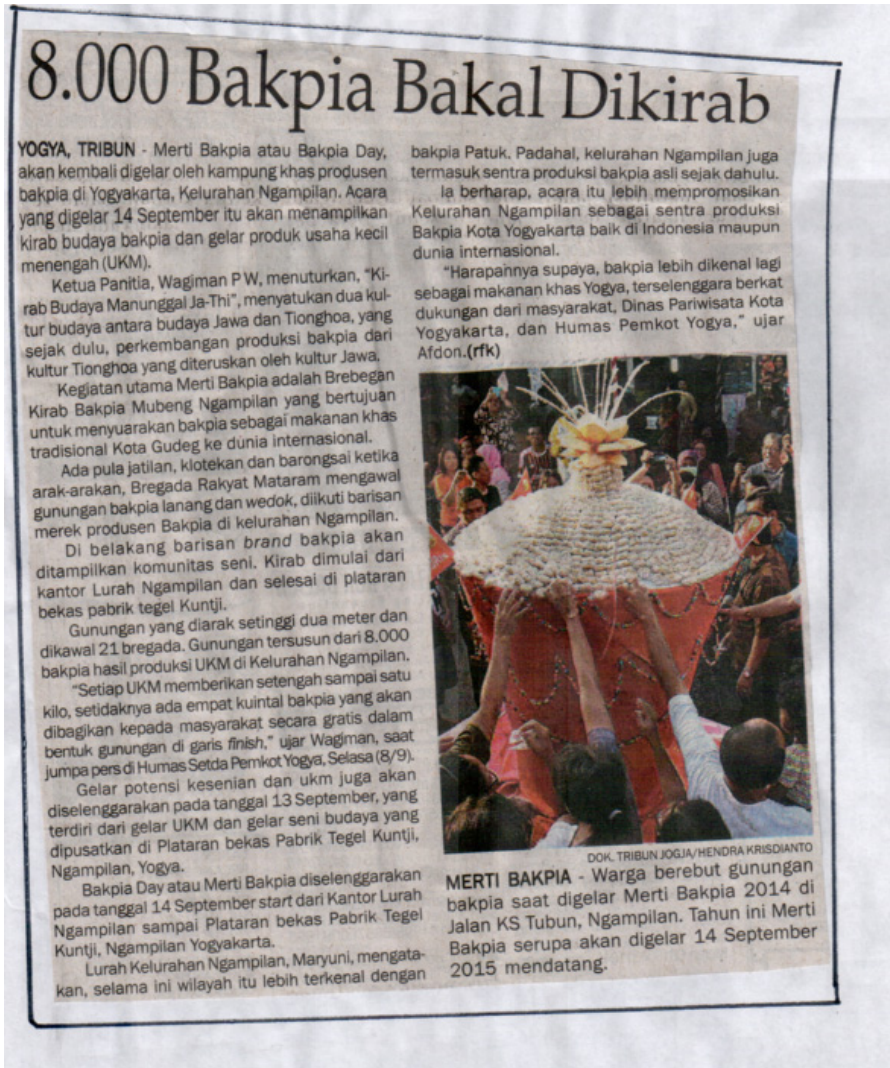 8.000 Bakpia Bakal Dikirab
YOGYA, TRIBUN - Merti Bakpia atau Bakpia Day,
akan kembali digelar oleh kampung khas produsen
bakpia di Yogyakarta, Kelurahan Ngampilan. Acara
yang digelar 14 September itu akan menampilkan
kirab budaya bakpia dan gelar produk usaha kecil
menengah (UKM).
Ketua Panitia, Wagiman P W, menuturkan, "Ki-
rab Budaya Manunggal Ja-Thi", menyatukan dua kul-
tur budaya antara budaya Jawa dan Tionghoa, yang
sejak dulu, perkembangan produksi bakpia dari
kultur Tionghoa yang diteruskan oleh kultur Jawa.
Kegiatan utama Merti Bakpia adalah Brebegan
Kirab Bakpia Mubeng Ngampilan yang bertujuan
untuk menyuarakan bakpia sebagai makanan khas
tradisional Kota Gudeg ke dunia internasional.
Ada pula jatilan, klotekan dan barongsai ketika
arak-arakan, Bregada Rakyat Mataram mengawal
gunungan bakpia lanang dan wedok, diikuti barisan
merek produsen Bakpia di kelurahan Ngampilan.
Di belakang barisan brand bakpia akan
ditampilkan komunitas seni. Kirab dimulai dari
kantor Lurah Ngampilan dan selesai di plataran
bekas pabrik tegel Kuntji.
Gunungan yang diarak setinggi dua meter dan
dikawal 21 bregada. Gunungan tersusun dari 8.000
bakpia hasil produksi UKM di Kelurahan Ngampilan.
"Setiap UKM memberikan setengah sampai satu
kilo, setidaknya ada empat kuintal bakpia yang akan
dibagikan kepada masyarakat secara gratis dalam
bentuk gunungan di garis finish," ujar Wagiman, saat
jumpa pers di Humas Setda Pemkot Yogya, Selasa (8/9).
Gelar potensi kesenian dan ukm juga akan
diselenggarakan pada tanggal 13 September, yang
terdiri dari gelar UKM dan gelar seni budaya yang
dipusatkan di Plataran bekas Pabrik Tegel Kuntji,
Ngampilan, Yogya.
Bakpia Day atau Merti Bakpia diselenggarakan
pada tanggal 14 September start dari Kantor Lurah
Ngampilan sampai Plataran bekas Pabrik Tegel
Kuntji, Ngampilan Yogyakarta.
Lurah Kelurahan Ngampilan, Maryuni, mengata-
kan, selama ini wilayah itu lebih terkenal dengan
bakpia Patuk. Padahal, kelurahan Ngampilan juga
termasuk sentra produksi bakpia asli sejak dahulu.
Ia berharap, acara itu lebih mempromosikan
Kelurahan Ngampilan sebagai sentra produksi
Bakpia Kota Yogyakarta baik di Indonesia maupun
dunia internasional.
"Harapannya supaya, bakpia lebih dikenal lagi
sebagai makanan khas Yogya, terselenggara berkat
dukungan dari masyarakat, Dinas Pariwisata Kota
Yogyakarta, dan Humas Pemkot Yogya," ujar
Afdon.(rfk)
DOK. TRIBUN JOGJA/HENDRA KRISDIANTO
MERTI BAKPIA - Warga berebut gunungan
bakpia saat digelar Merti Bakpia 2014 di
Jalan KS Tubun, Ngampilan. Tahun ini Merti
Bakpia serupa akan digelar 14 September
2015 mendatang.